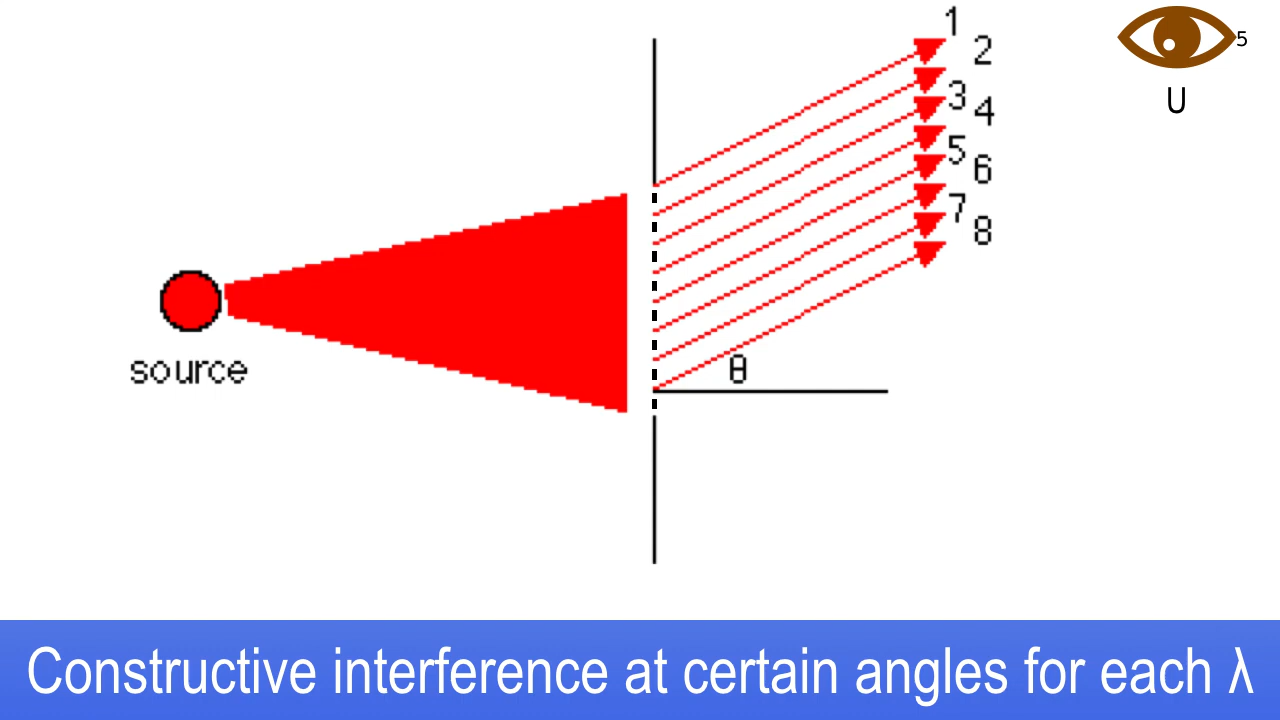 1
2
5
3
4
U
5
6
7
8
source
θ
Constructive interference at certain angles for each λ